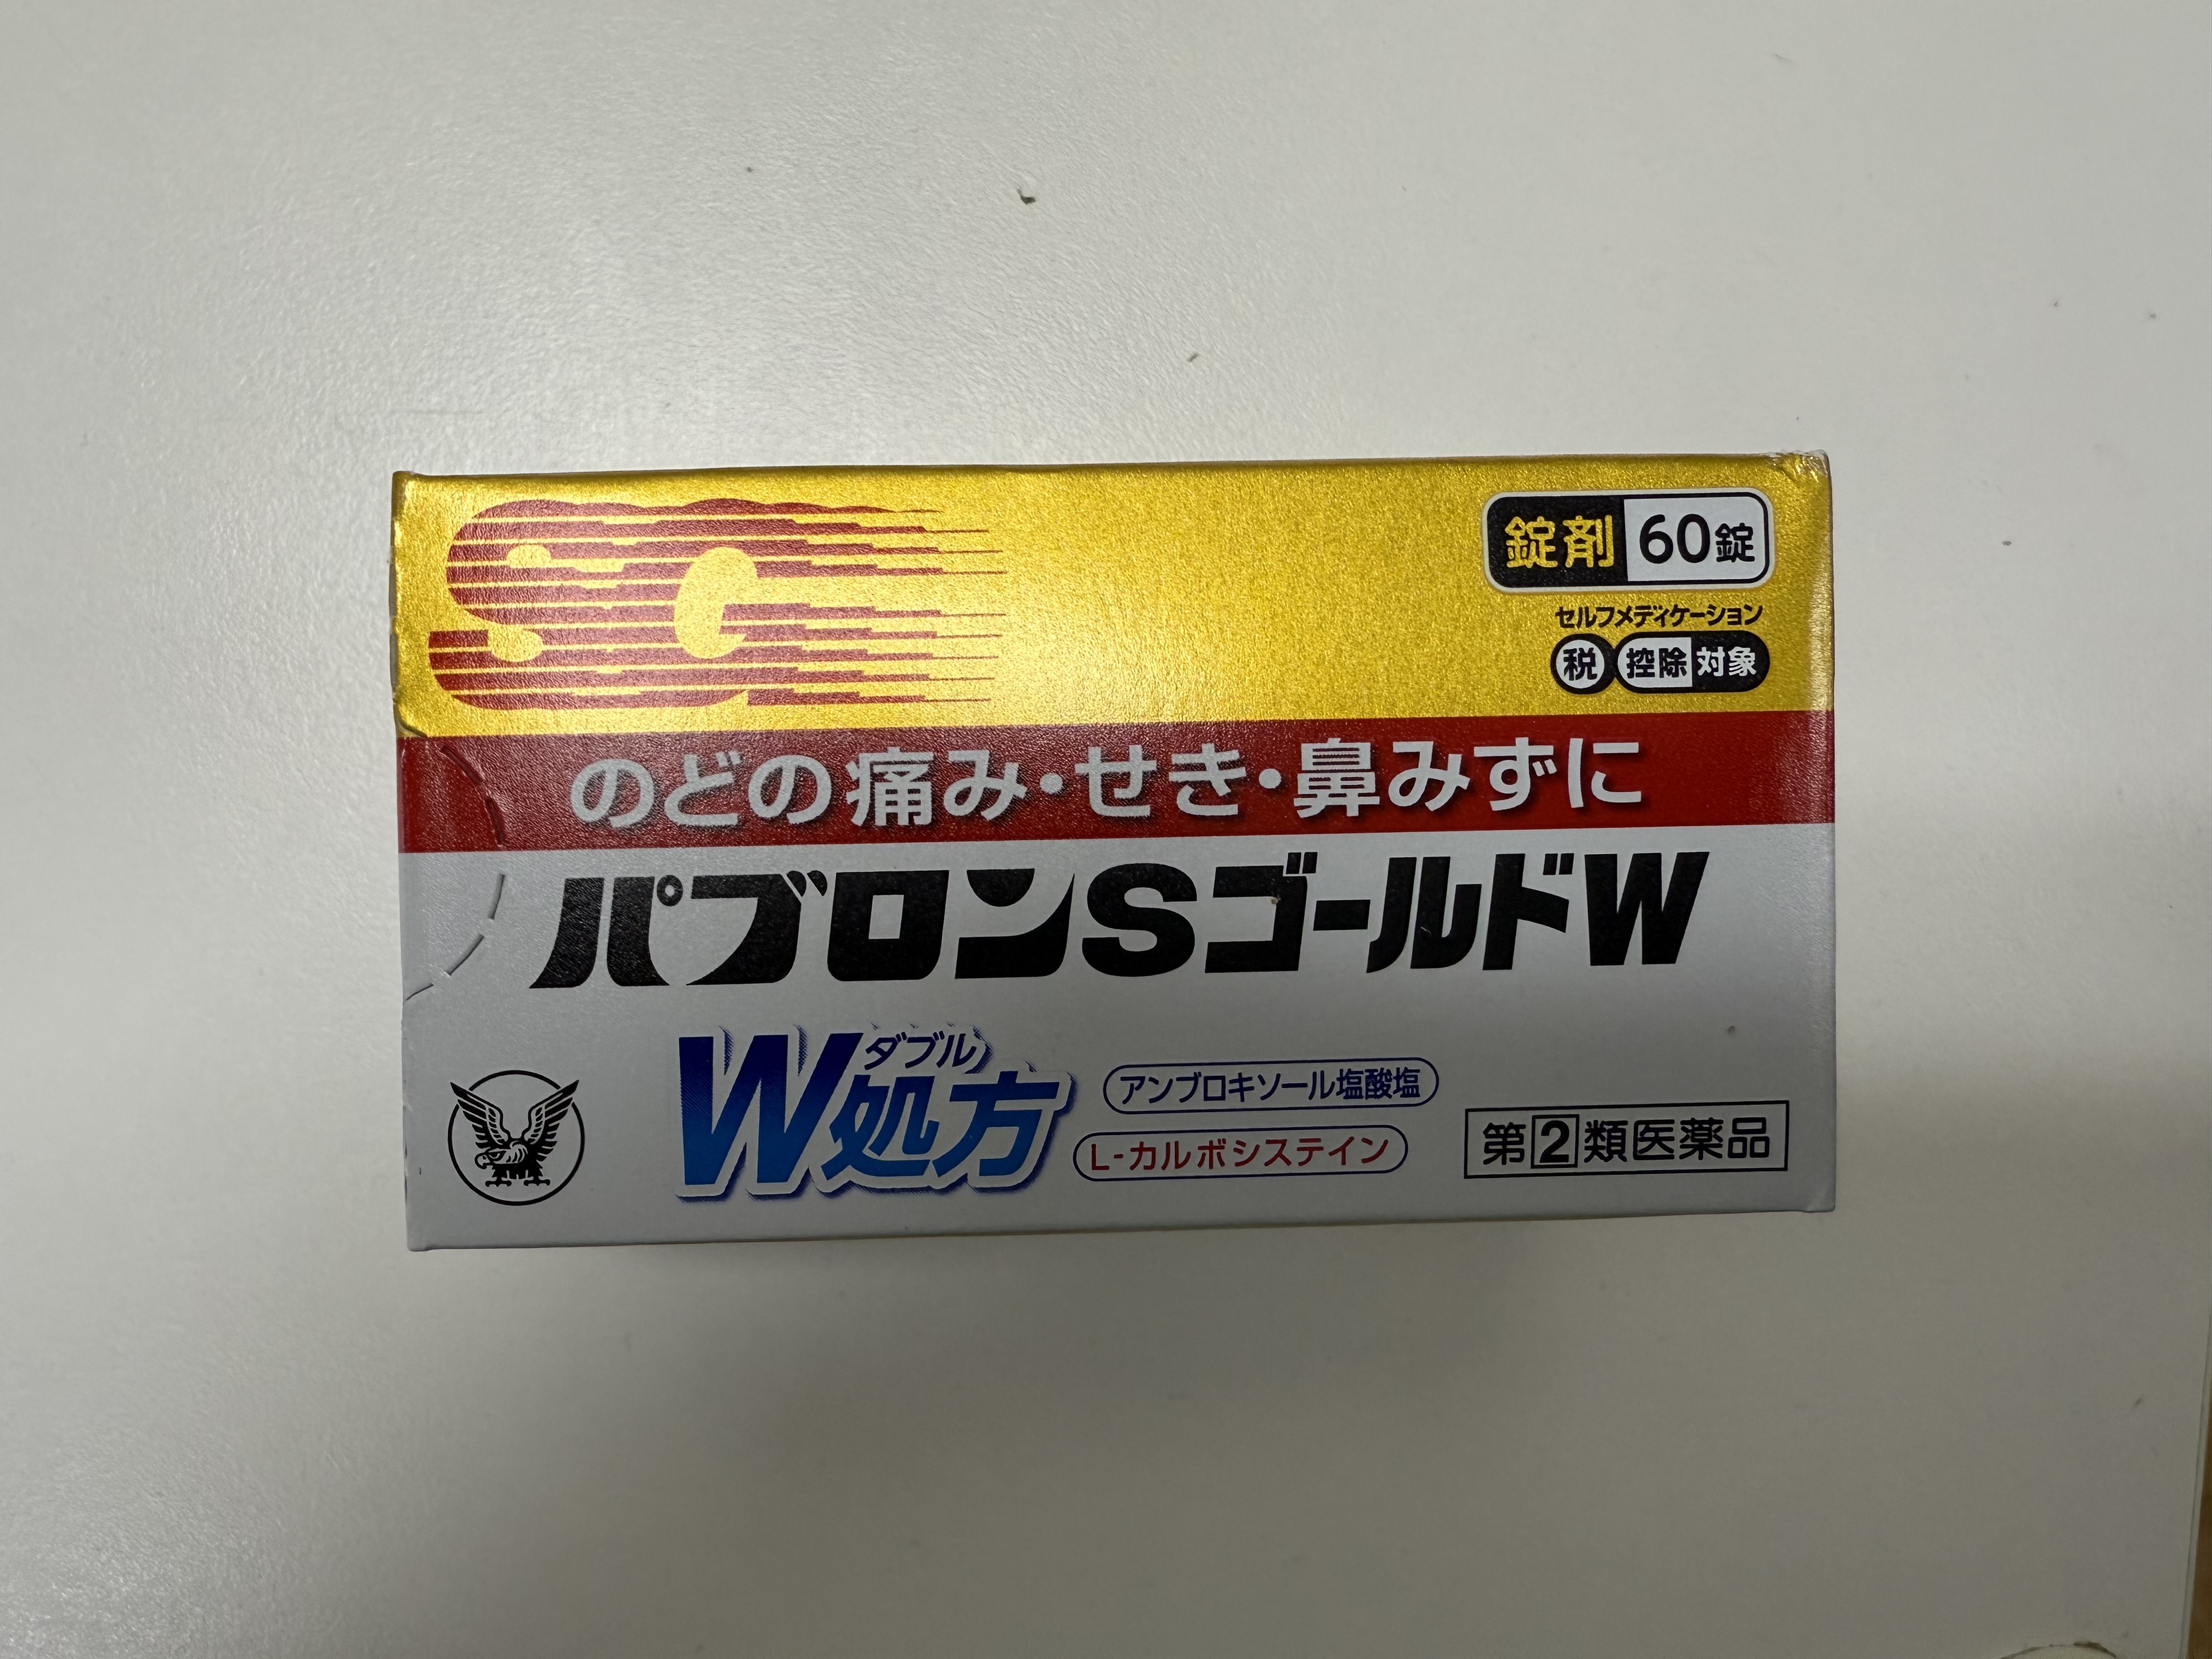 SG
錠剤 60錠
セルフメディケーション
税 控除 対象
のどの痛み・せき・鼻みずに
パブロンSゴールドW
ダブル
W処方
アンブロキソール塩酸塩
L-カルボシステイン
第2類医薬品